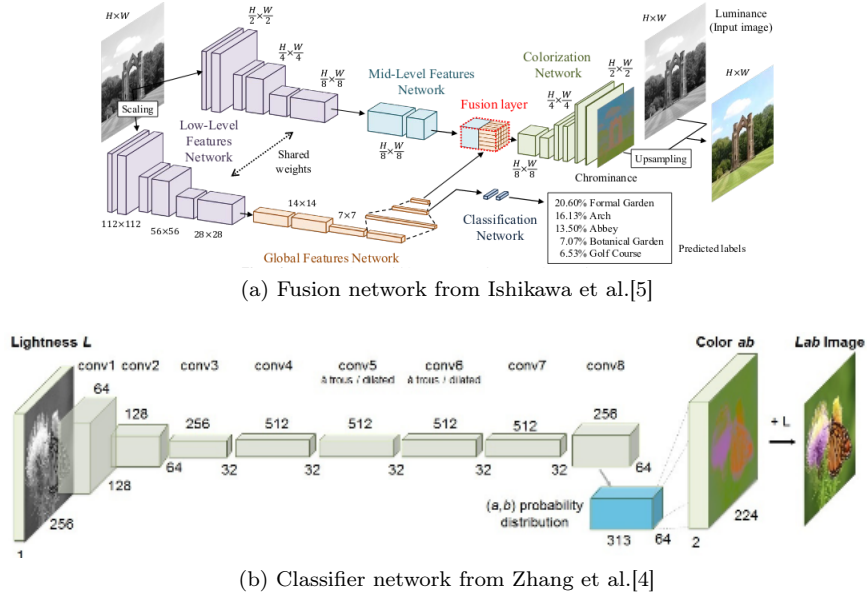 H×W
H/2 × W/2
H/4 × W/4
H/8 × W/8
Scaling
Low-Level
Features
Network
Mid-Level Features
Network
H/8 × W/8
Fusion layer
Colorization
Network
H/8 × W/8
H/4 × W/4
H/2 × W/2
Chrominance
H×W
Luminance
(Input image)
H×W
Upsampling
Shared
weights
112×112
56×56
28×28
14×14
7×7
Global Features Network
Classification
Network
20.60% Formal Garden
16.13% Arch
13.50% Abbey
7.07% Botanical Garden
6.53% Golf Course
Predicted labels
(a) Fusion network from Ishikawa et al.[5]
Lightness L
conv1
conv2
conv3
conv4
conv5
à trous / dilated
conv6
à trous / dilated
conv7
conv8
Color ab
Lab Image
64
128
256
512
512
512
512
256
+ L
1
256
128
64
32
32
32
32
32
64
(a,b) probability
distribution
313
64
2
224
(b) Classifier network from Zhang et al.[4]